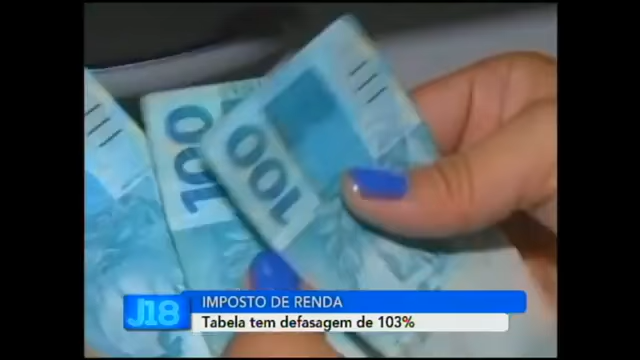 100
100
J18
IMPOSTO DE RENDA
Tabela tem defasagem de 103%